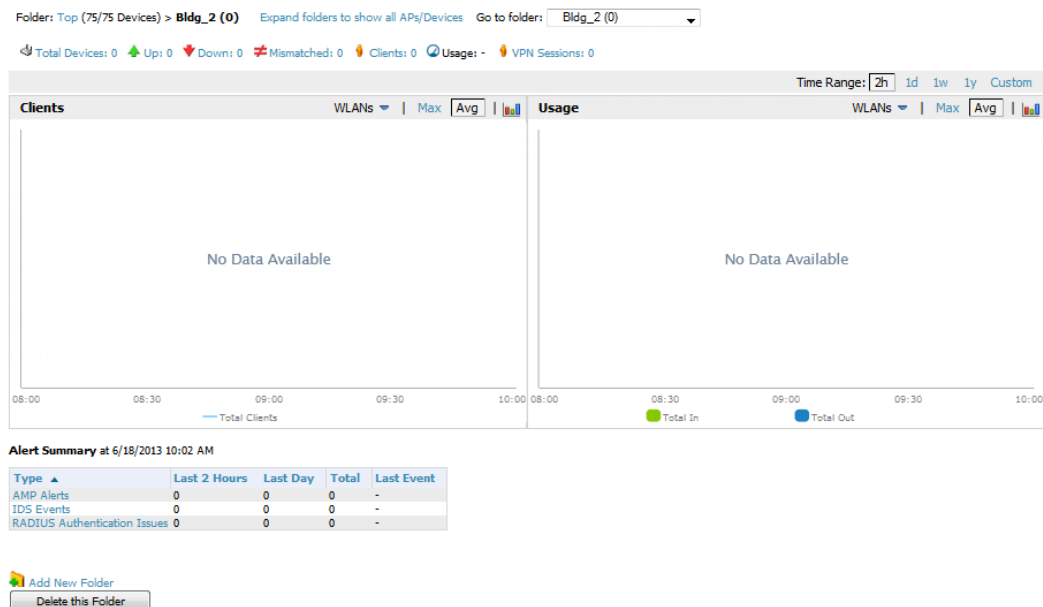 Folder: Top (75/75 Devices) > Bldg_2 (0) Expand folders to show all APs/Devices Go to folder: Bldg_2 (0)
Total Devices: 0 Up: 0 Down: 0 Mismatched: 0 Clients: 0 Usage: - VPN Sessions: 0
Time Range: 2h 1d 1w 1y Custom
Clients WLANs | Max Avg |
Usage WLANs | Max Avg |
No Data Available
No Data Available
08:00 08:30 09:00 09:30 10:00
08:00 08:30 09:00 09:30 10:00
Total Clients
Total In Total Out
Alert Summary at 6/18/2013 10:02 AM
Type Last 2 Hours Last Day Total Last Event
AMP Alerts 0 0 0 -
IDS Events 0 0 0 -
RADIUS Authentication Issues 0 0 0 -
Add New Folder
Delete this Folder